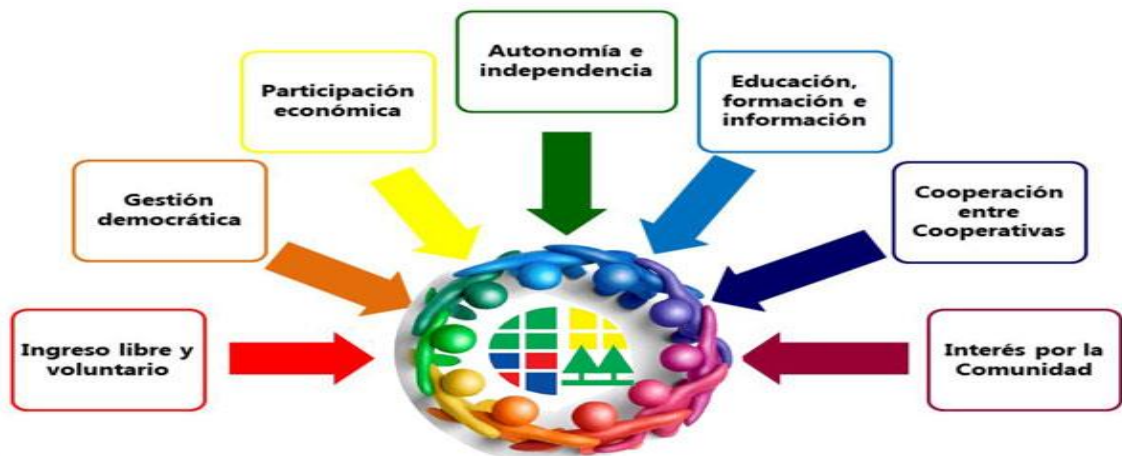 Ingreso libre y
voluntario
Gestión
democrática
Participación
económica
Autonomía e
independencia
Educación,
formación e
información
Cooperación
entre
Cooperativas
Interés por la
Comunidad